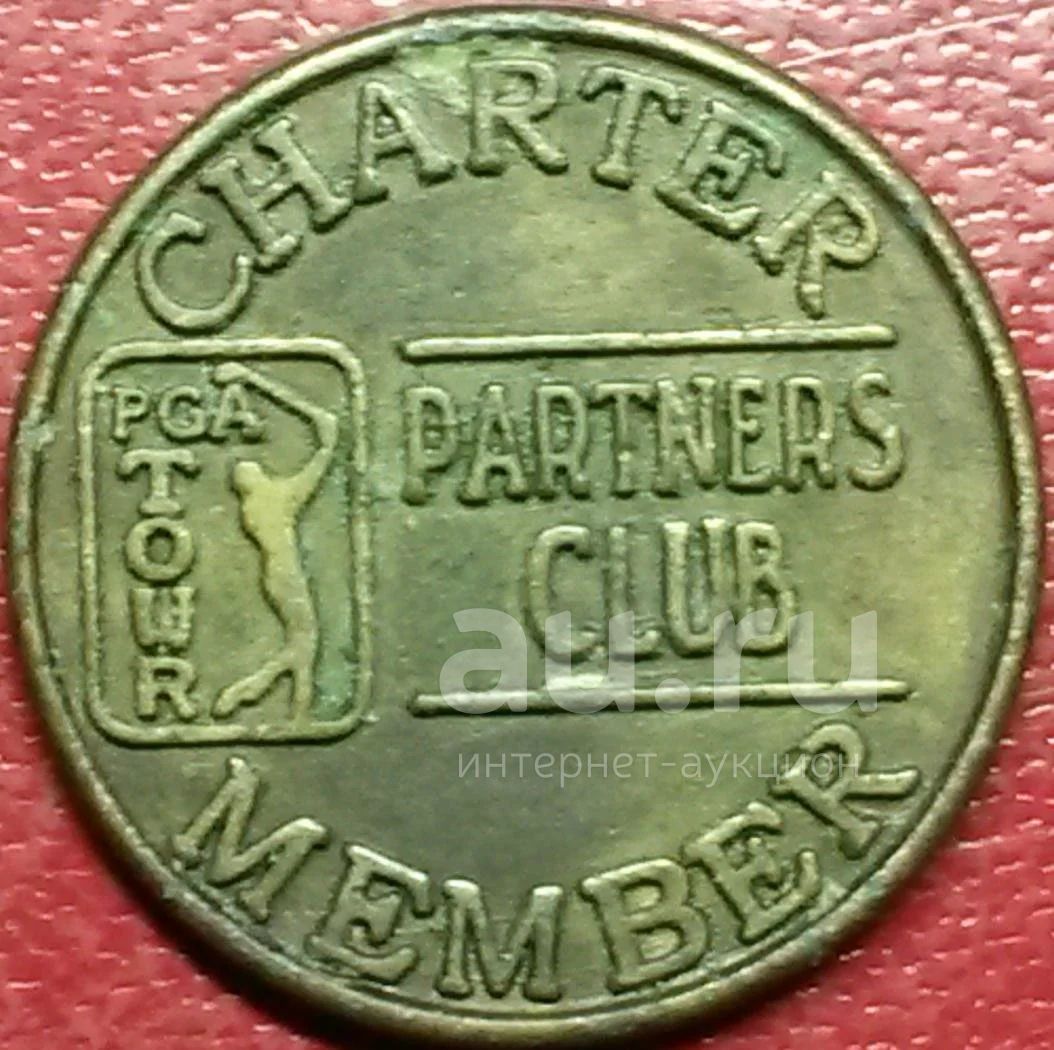 CHARTER
PGA
TOUR
PARTNERS
CLUB
au.ru
интернет-аукцион
MEMBER